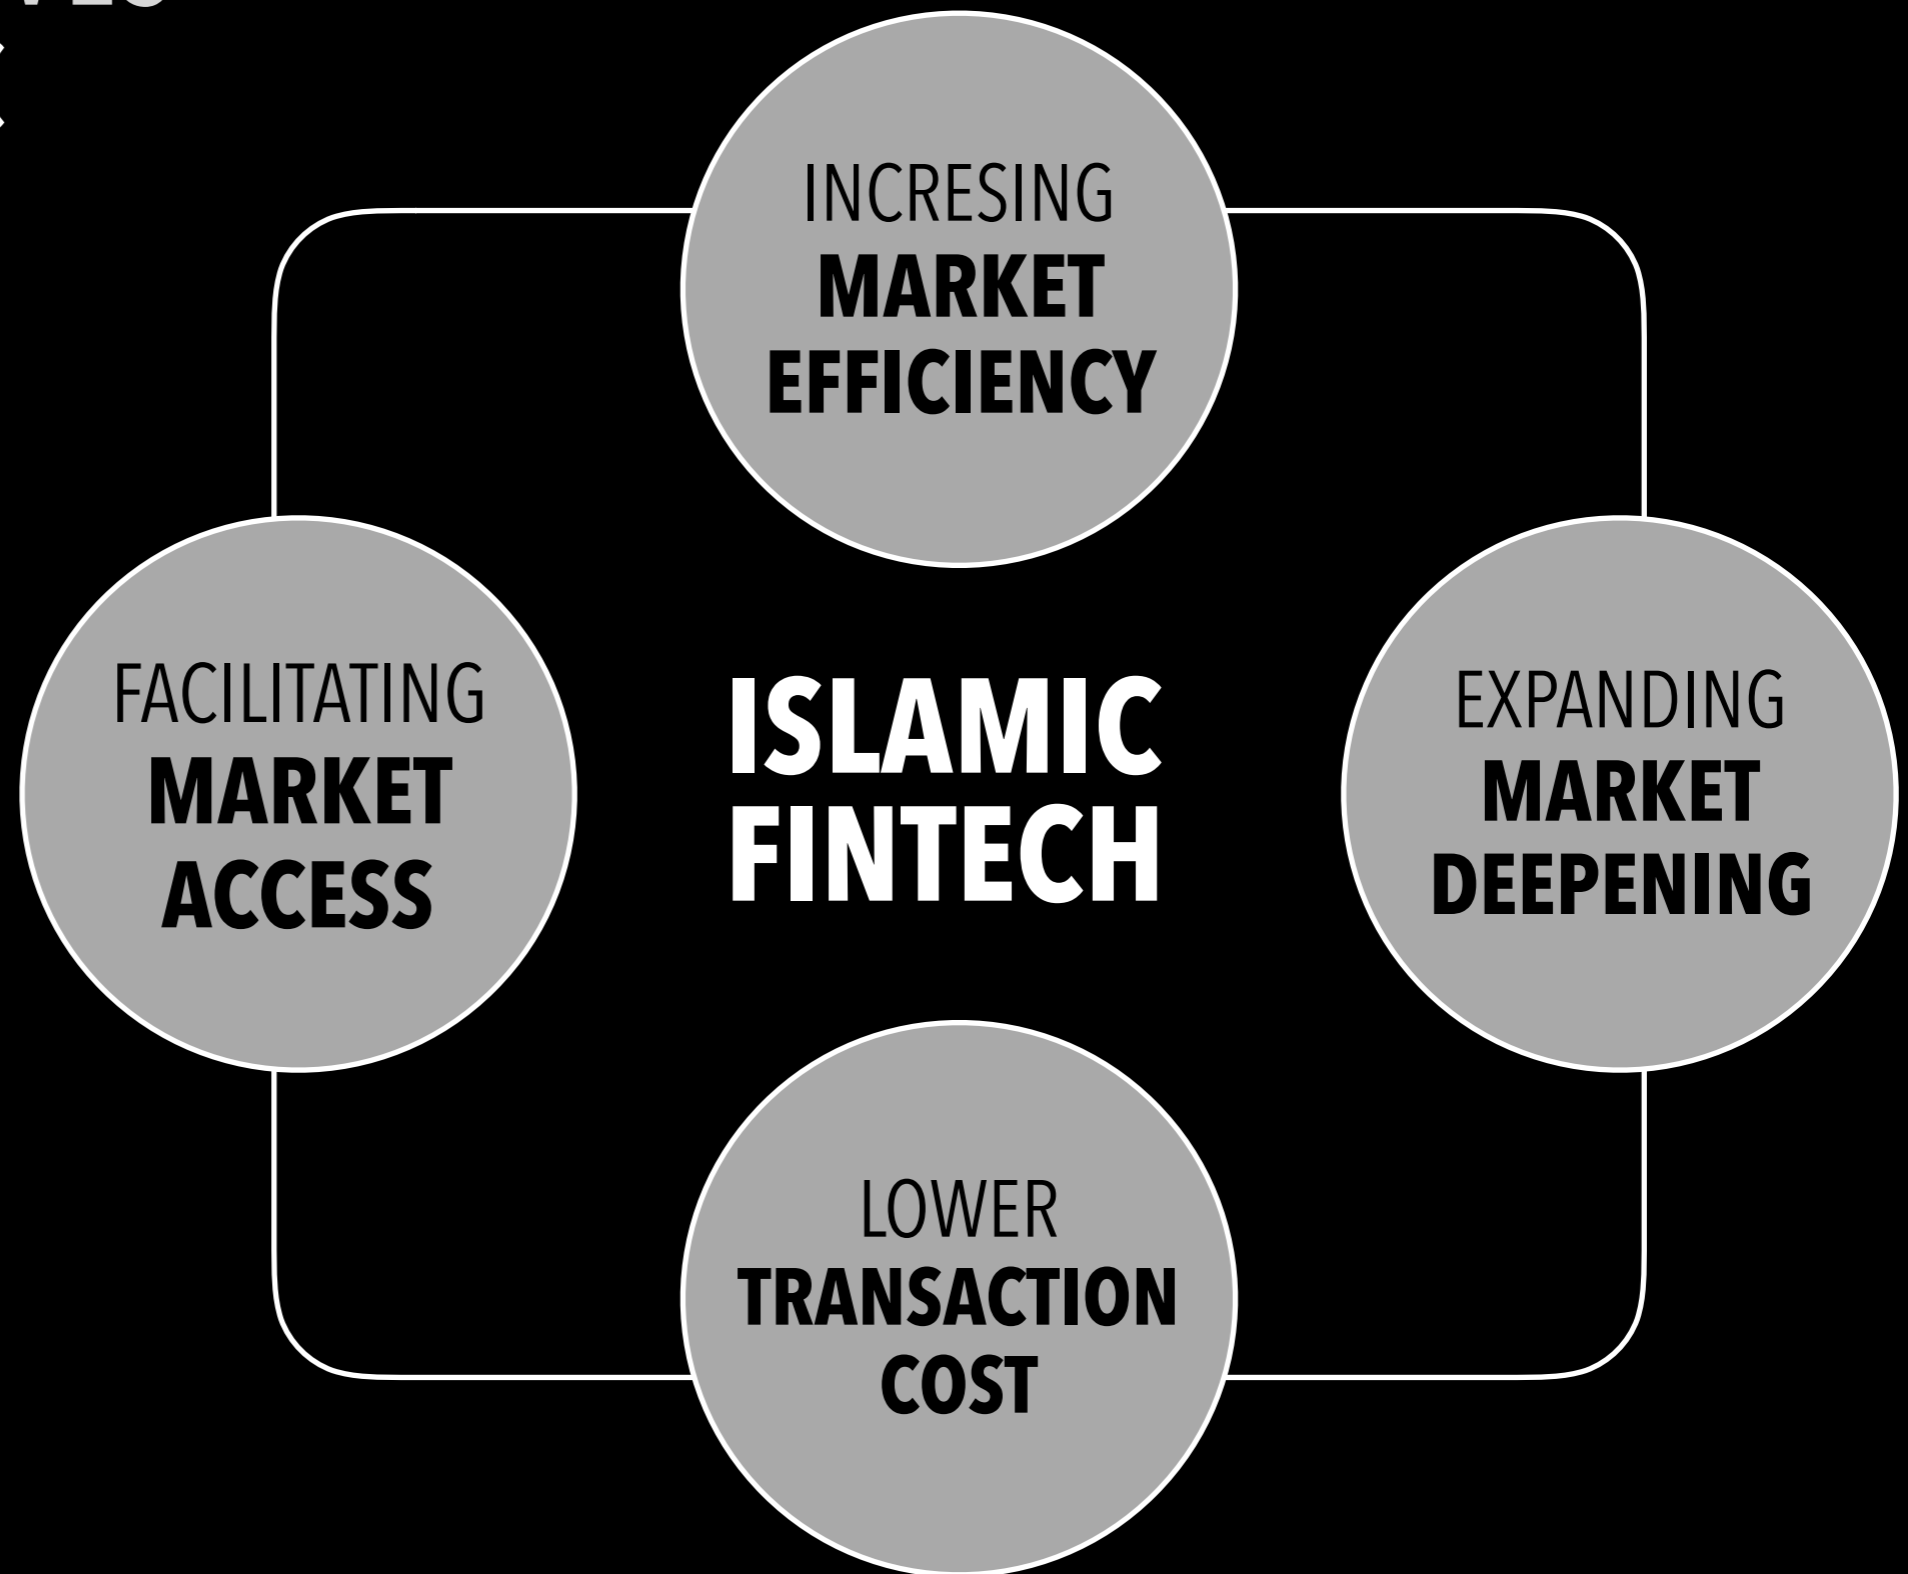 INCRESING
MARKET
EFFICIENCY
FACILITATING
MARKET
ACCESS
ISLAMIC
FINTECH
EXPANDING
MARKET
DEEPENING
LOWER
TRANSACTION
COST